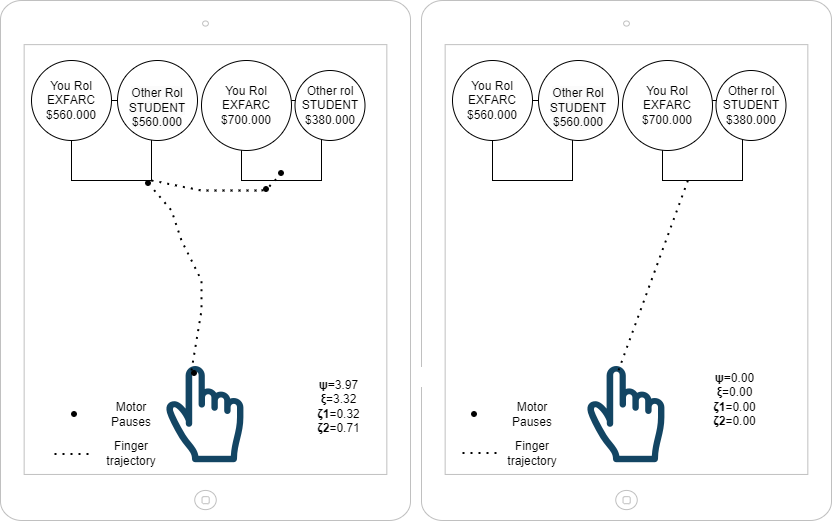 You Rol
EXFARC
$560.000
Other Rol
STUDENT
$560.000
You Rol
EXFARC
$700.000
Other rol
STUDENT
$380.000
ψ=3.97
ξ=3.32
ζ1=0.32
ζ2=0.71
Motor
Pauses
Finger
trajectory
You Rol
EXFARC
$560.000
Other Rol
STUDENT
$560.000
You Rol
EXFARC
$700.000
Other rol
STUDENT
$380.000
ψ=0.00
ξ=0.00
ζ1=0.00
ζ2=0.00
Motor
Pauses
Finger
trajectory